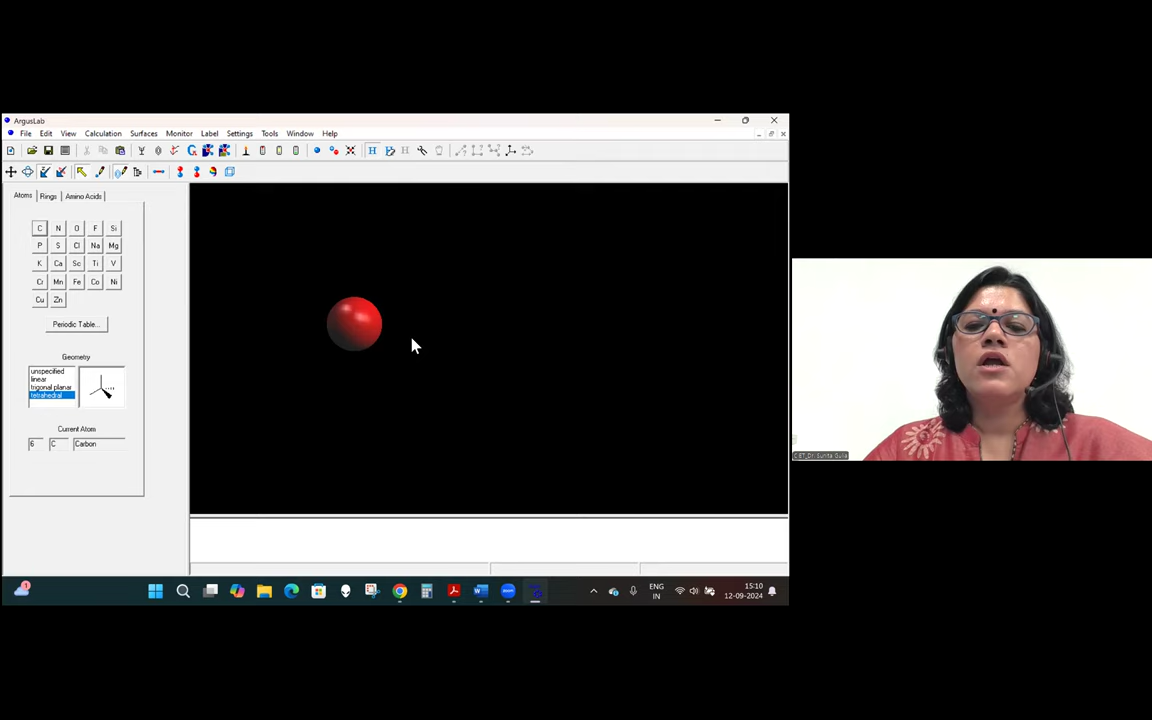 ArgusLab
File Edit View Calculation Surfaces Monitor Label Settings Tools Window Help
Atoms Rings Amino Acids
C N O F Si
P S Cl Na Mg
K Ca Sc Ti V
Cr Mn Fe Co Ni
Cu Zn
Periodic Table...
Geometry
unspecified
linear
trigonal planar
tetrahedral
Current Atom
6 C Carbon
ENG
IN
15:10
12-09-2024